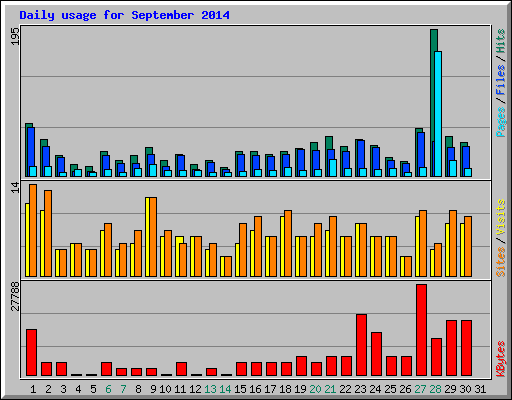 Daily usage for September 2014
195
Pages / Files / Hits
14
Sites / Visits
27788
KBytes
1 2 3 4 5 6 7 8 9 10 11 12 13 14 15 16 17 18 19 20 21 22 23 24 25 26 27 28 29 30 31